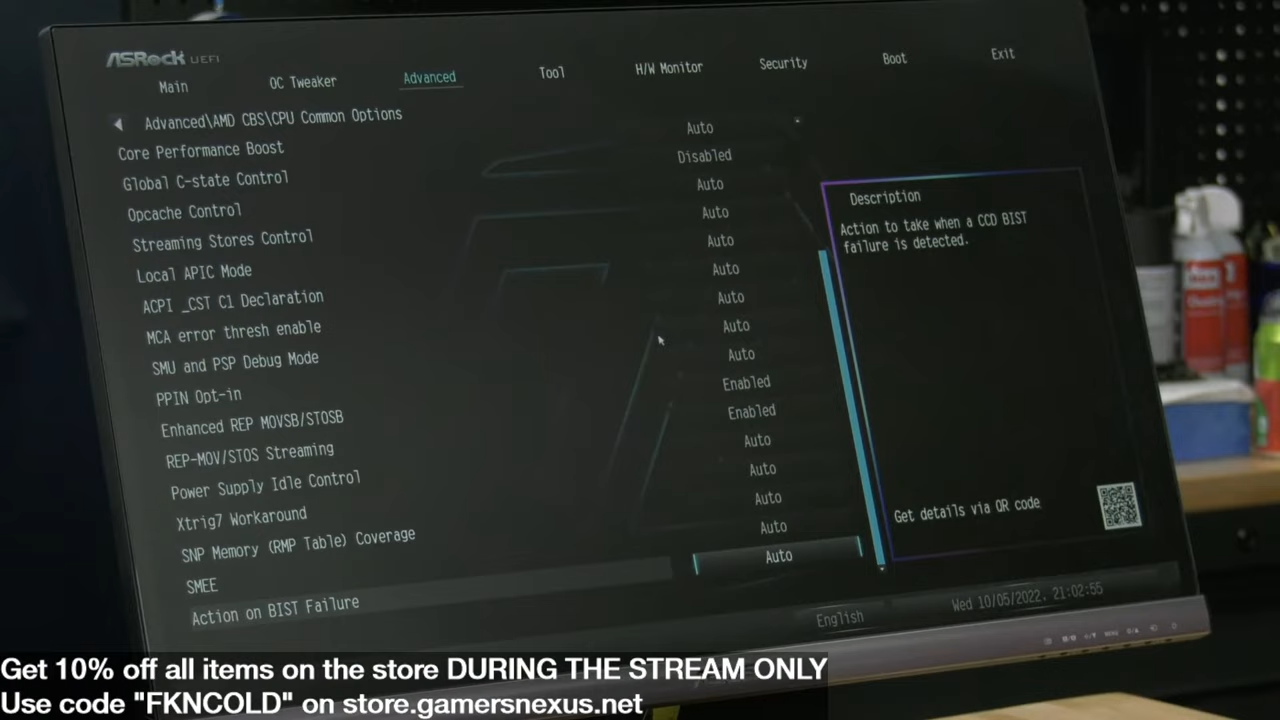 ASRock UEFI
Main OC Tweaker Advanced Tool H/W Monitor Security Boot Exit
Advanced\AMD CBS\CPU Common Options
Core Performance Boost Auto
Global C-state Control Disabled
Opcache Control Auto
Streaming Stores Control Auto
Local APIC Mode Auto
ACPI _CST C1 Declaration Auto
MCA error thresh enable Auto
SMU and PSP Debug Mode Auto
PPIN Opt-in Auto
Enhanced REP MOVSB/STOSB Enabled
REP-MOV/STOS Streaming Enabled
Power Supply Idle Control Auto
Xtrig7 Workaround Auto
SNP Memory (RMP Table) Coverage Auto
SMEE Auto
Action on BIST Failure Auto
Description
Action to take when a CCD BIST
failure is detected.
Get details via QR code
English Wed 10/05/2022, 21:02:55
Get 10% off all items on the store DURING THE STREAM ONLY
Use code "FKNCOLD" on store.gamersnexus.net